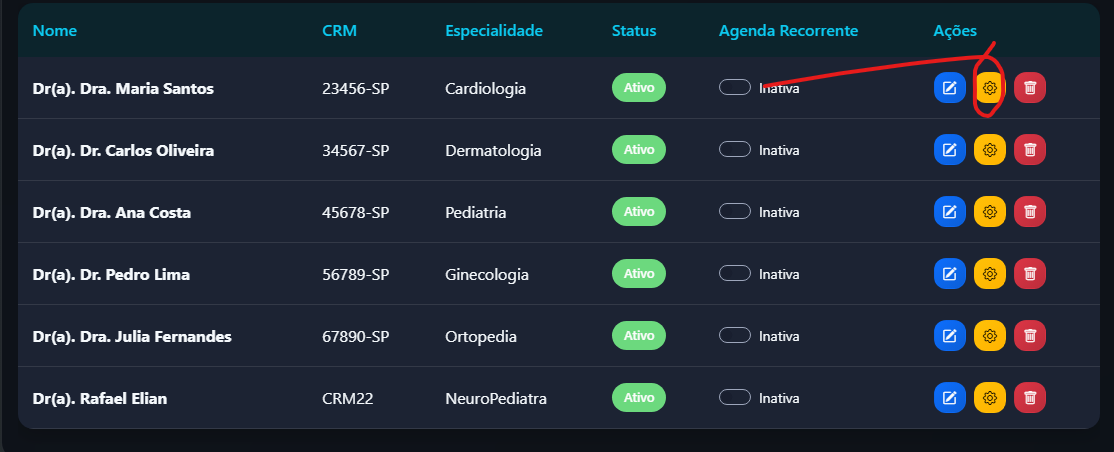 Nome CRM Especialidade Status Agenda Recorrente Ações
Dr(a). Dra. Maria Santos 23456-SP Cardiologia Ativo Inativa
Dr(a). Dr. Carlos Oliveira 34567-SP Dermatologia Ativo Inativa
Dr(a). Dra. Ana Costa 45678-SP Pediatria Ativo Inativa
Dr(a). Dr. Pedro Lima 56789-SP Ginecologia Ativo Inativa
Dr(a). Dra. Julia Fernandes 67890-SP Ortopedia Ativo Inativa
Dr(a). Rafael Elian CRM22 NeuroPediatra Ativo Inativa